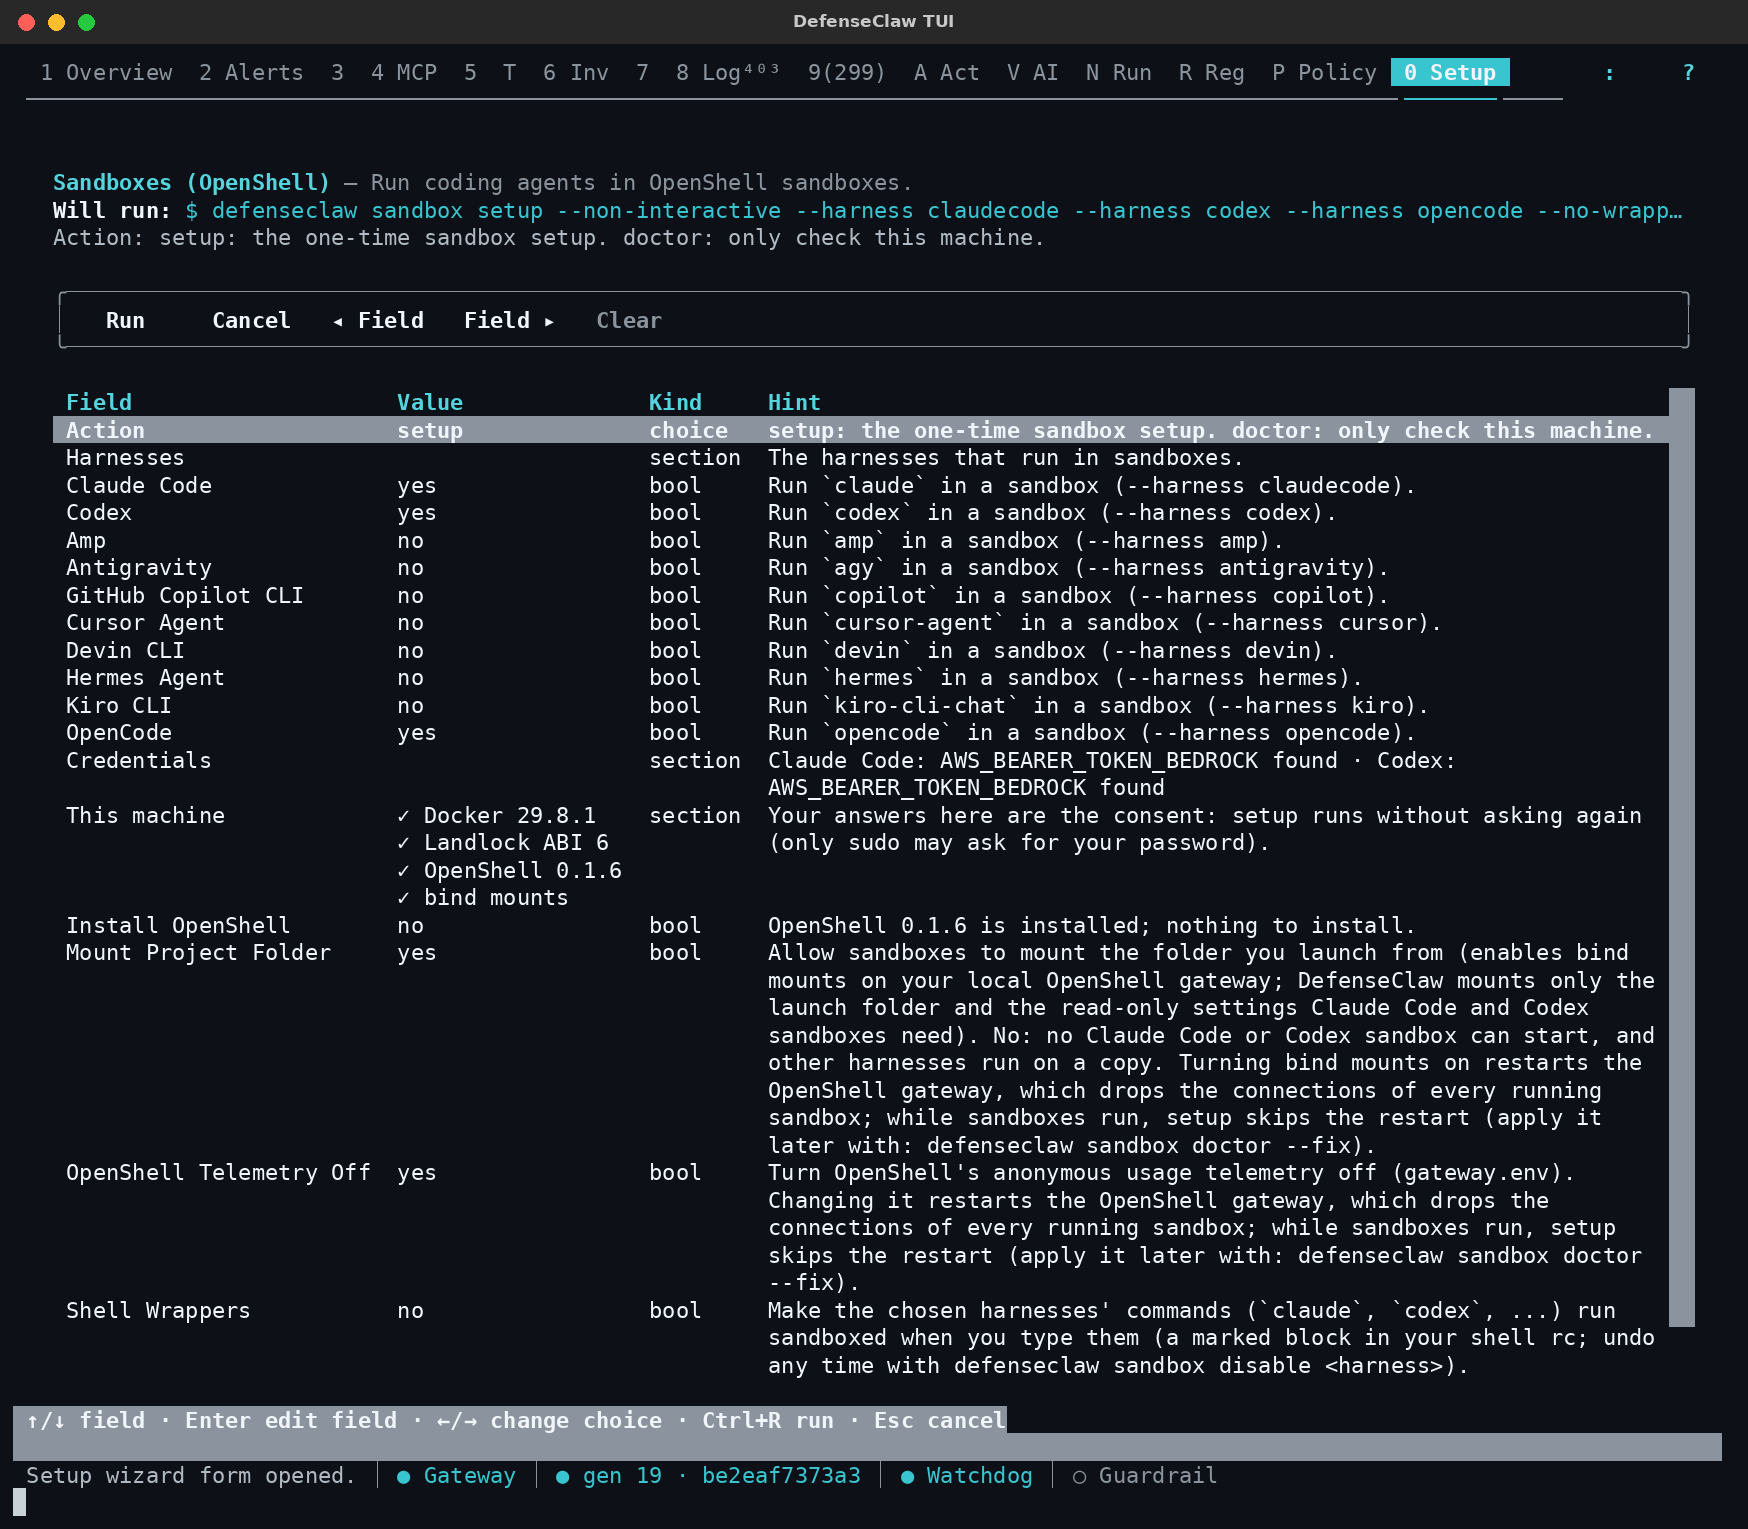 DefenseClaw TUI
1 Overview  2 Alerts  3  4 MCP  5  T  6 Inv  7  8 Log⁴⁰³  9(299)  A Act  V AI  N Run  R Reg  P Policy  0 Setup  :  ?
Sandboxes (OpenShell) — Run coding agents in OpenShell sandboxes.
Will run: $ defenseclaw sandbox setup --non-interactive --harness claudecode --harness codex --harness opencode --no-wrapp…
Action: setup: the one-time sandbox setup. doctor: only check this machine.
Run  Cancel  ◂ Field  Field ▸  Clear
Field  Value  Kind  Hint
Action  setup  choice  setup: the one-time sandbox setup. doctor: only check this machine.
Harnesses  section  The harnesses that run in sandboxes.
Claude Code  yes  bool  Run `claude` in a sandbox (--harness claudecode).
Codex  yes  bool  Run `codex` in a sandbox (--harness codex).
Amp  no  bool  Run `amp` in a sandbox (--harness amp).
Antigravity  no  bool  Run `agy` in a sandbox (--harness antigravity).
GitHub Copilot CLI  no  bool  Run `copilot` in a sandbox (--harness copilot).
Cursor Agent  no  bool  Run `cursor-agent` in a sandbox (--harness cursor).
Devin CLI  no  bool  Run `devin` in a sandbox (--harness devin).
Hermes Agent  no  bool  Run `hermes` in a sandbox (--harness hermes).
Kiro CLI  no  bool  Run `kiro-cli-chat` in a sandbox (--harness kiro).
OpenCode  yes  bool  Run `opencode` in a sandbox (--harness opencode).
Credentials  section  Claude Code: AWS_BEARER_TOKEN_BEDROCK found · Codex:
AWS_BEARER_TOKEN_BEDROCK found
This machine  ✓ Docker 29.8.1  section  Your answers here are the consent: setup runs without asking again
✓ Landlock ABI 6  (only sudo may ask for your password).
✓ OpenShell 0.1.6
✓ bind mounts
Install OpenShell  no  bool  OpenShell 0.1.6 is installed; nothing to install.
Mount Project Folder  yes  bool  Allow sandboxes to mount the folder you launch from (enables bind
mounts on your local OpenShell gateway; DefenseClaw mounts only the
launch folder and the read-only settings Claude Code and Codex
sandboxes need). No: no Claude Code or Codex sandbox can start, and
other harnesses run on a copy. Turning bind mounts on restarts the
OpenShell gateway, which drops the connections of every running
sandbox; while sandboxes run, setup skips the restart (apply it
later with: defenseclaw sandbox doctor --fix).
OpenShell Telemetry Off  yes  bool  Turn OpenShell's anonymous usage telemetry off (gateway.env).
Changing it restarts the OpenShell gateway, which drops the
connections of every running sandbox; while sandboxes run, setup
skips the restart (apply it later with: defenseclaw sandbox doctor
--fix).
Shell Wrappers  no  bool  Make the chosen harnesses' commands (`claude`, `codex`, ...) run
sandboxed when you type them (a marked block in your shell rc; undo
any time with defenseclaw sandbox disable <harness>).
↑/↓ field · Enter edit field · ←/→ change choice · Ctrl+R run · Esc cancel
Setup wizard form opened. │ ● Gateway │ ● gen 19 · be2eaf7373a3 │ ● Watchdog │ ○ Guardrail